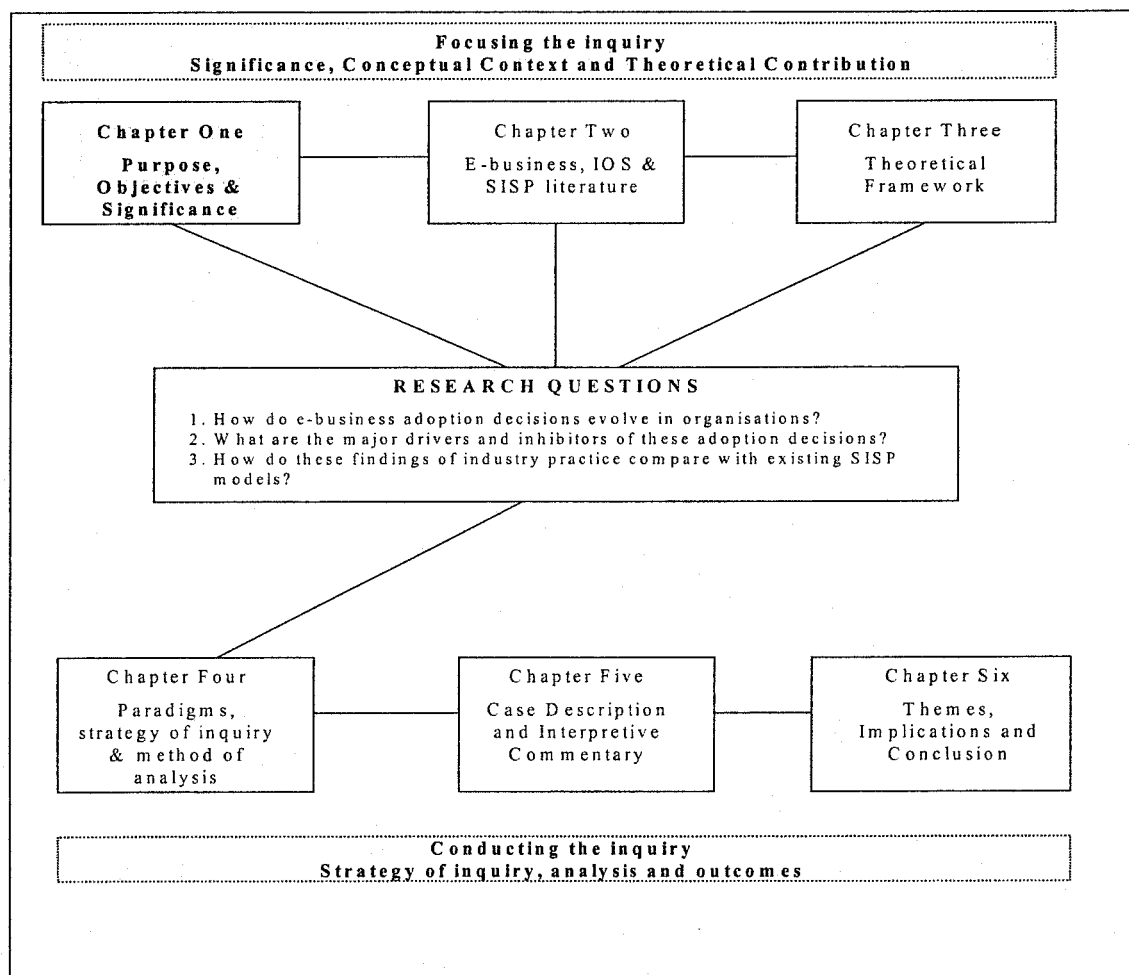 Focusing the inquiry
Significance, Conceptual Context and Theoretical Contribution
Chapter One
Purpose,
Objectives &
Significance
Chapter Two
E-business, IOS &
SISP literature
Chapter Three
Theoretical
Framework
RESEARCH QUESTIONS
1. How do e-business adoption decisions evolve in organisations?
2. What are the major drivers and inhibitors of these adoption decisions?
3. How do these findings of industry practice compare with existing SISP
models?
Chapter Four
Paradigms,
strategy of inquiry
& method of
analysis
Chapter Five
Case Description
and Interpretive
Commentary
Chapter Six
Themes,
Implications and
Conclusion
Conducting the inquiry
Strategy of inquiry, analysis and outcomes